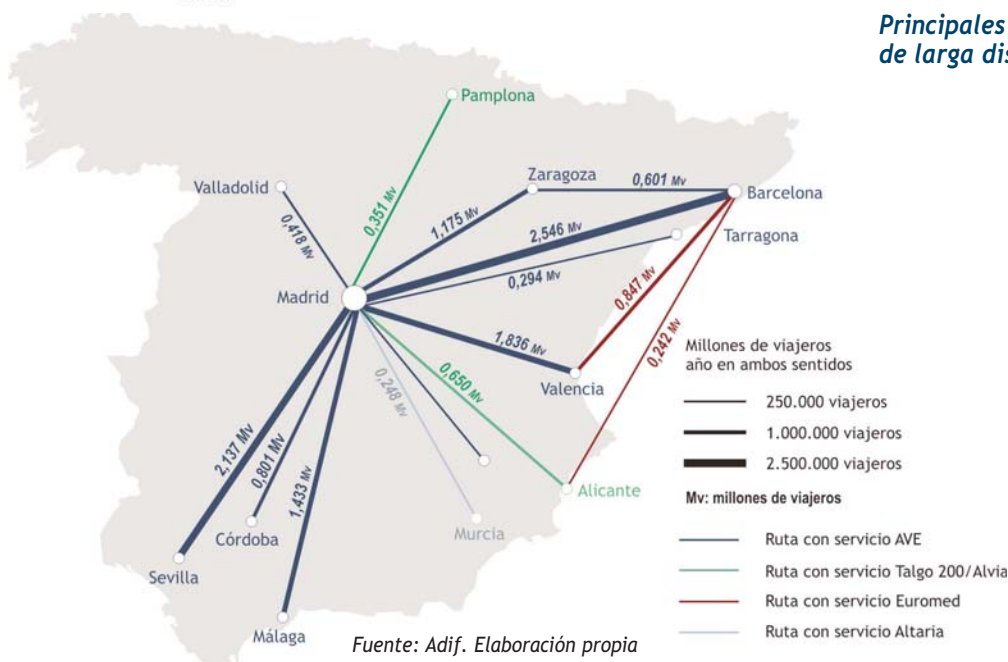 Principales
de larga dis
Pamplona
Zaragoza
0,601 Mv
Valladolid
Barcelona
0,351 Mv
1,175 Mv
2,546 Mv
Tarragona
0,418 Mv
0,294 Mv
Madrid
0,847 Mv
1,836 Mv
0,242 Mv
Valencia
0,650 Mv
0,248 Mv
Millones de viajeros
año en ambos sentidos
250.000 viajeros
1.000.000 viajeros
2.500.000 viajeros
Mv: millones de viajeros
2,137 Mv
0,801 Mv
1,433 Mv
Alicante
Murcia
Córdoba
Sevilla
Málaga
Ruta con servicio AVE
Ruta con servicio Talgo 200/Alvia
Ruta con servicio Euromed
Ruta con servicio Altaria
Fuente: Adif. Elaboración propia